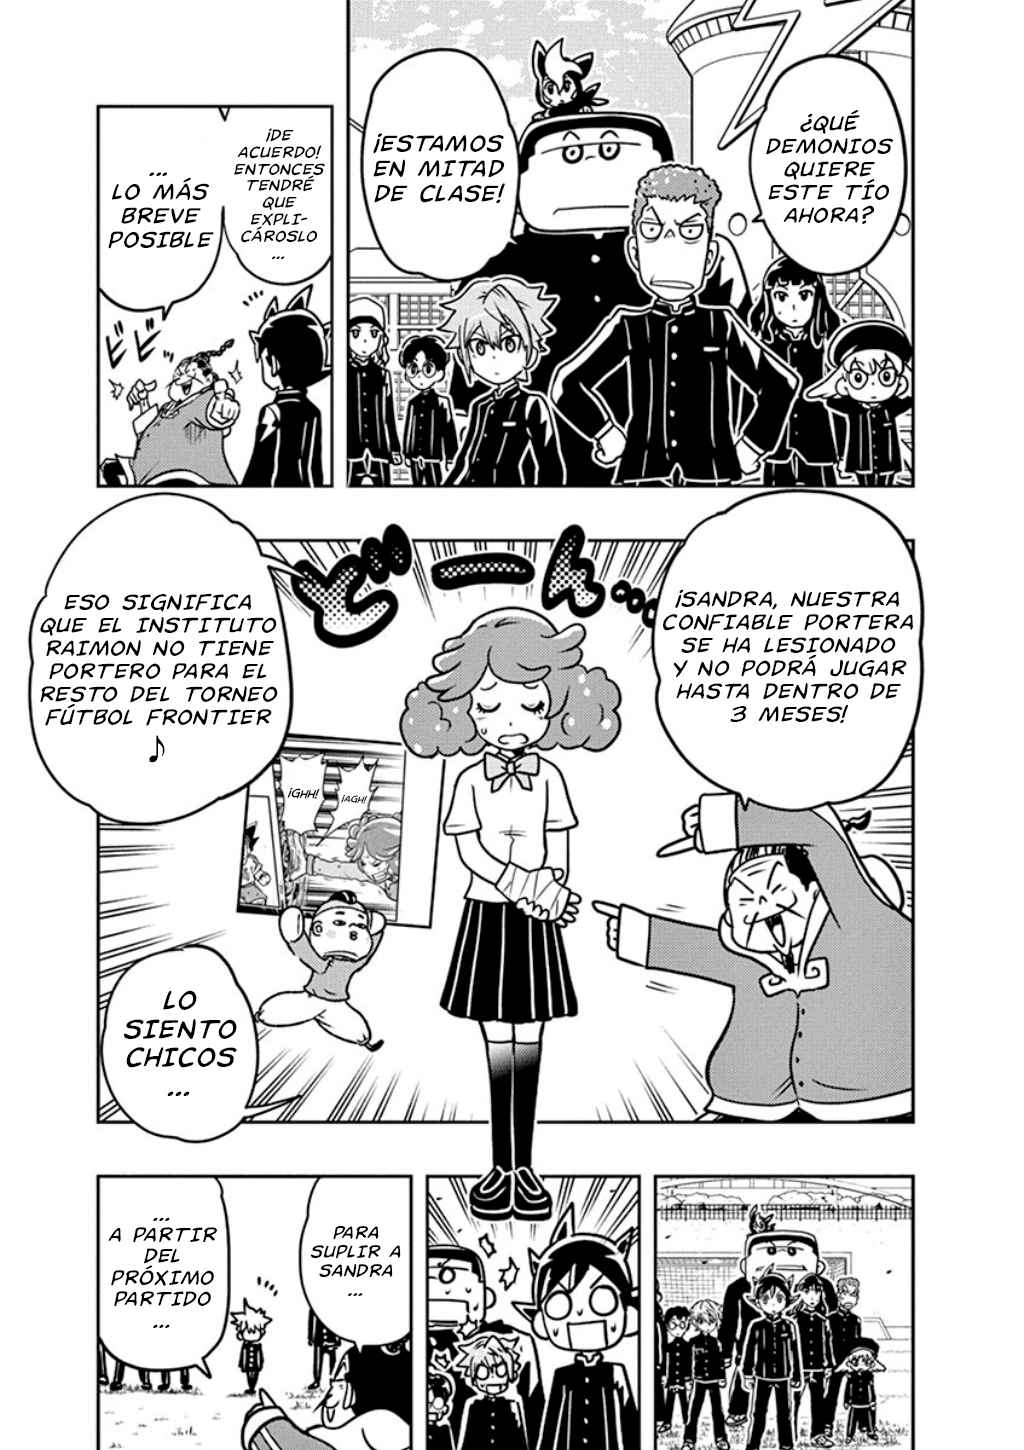 ¿QUÉ
DEMONIOS
QUIERE
ESTE TÍO
AHORA?
¡ESTAMOS
EN MITAD
DE CLASE!
¡DE
ACUERDO!
ENTONCES
TENDRÉ
QUE
EXPLI-
CÁROSLO
...
...
LO MÁS
BREVE
POSIBLE
ビビ
¡SANDRA, NUESTRA
CONFIABLE PORTERA
SE HA LESIONADO
Y NO PODRÁ JUGAR
HASTA DENTRO DE
3 MESES!
どーん...
ESO SIGNIFICA
QUE EL INSTITUTO
RAIMON NO TIENE
PORTERO PARA EL
RESTO DEL TORNEO
FÚTBOL FRONTIER
♪
¡GHH!
¡AGH!
LO
SIENTO
CHICOS
...
PARA
SUPLIR A
SANDRA
...
...
A PARTIR
DEL
PRÓXIMO
PARTIDO
...